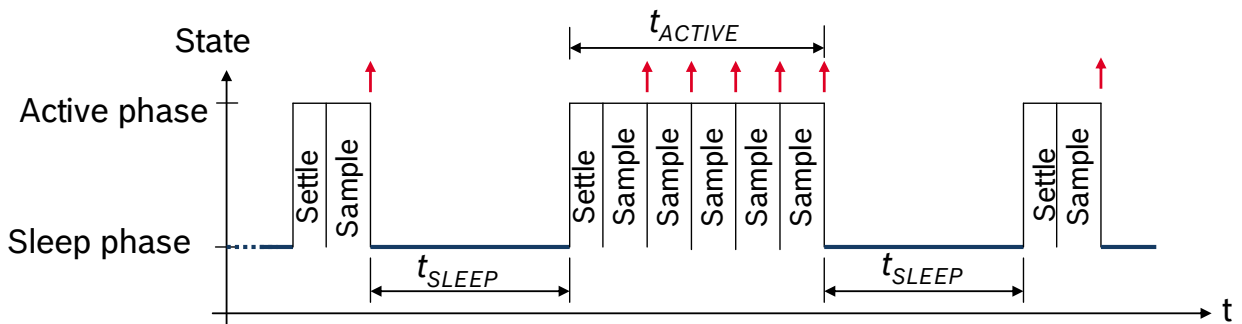 State
t_ACTIVE
Active phase
Settle
Sample
Settle
Sample
Sample
Sample
Sample
Sample
Settle
Sample
Sleep phase
t_SLEEP
t_SLEEP
t